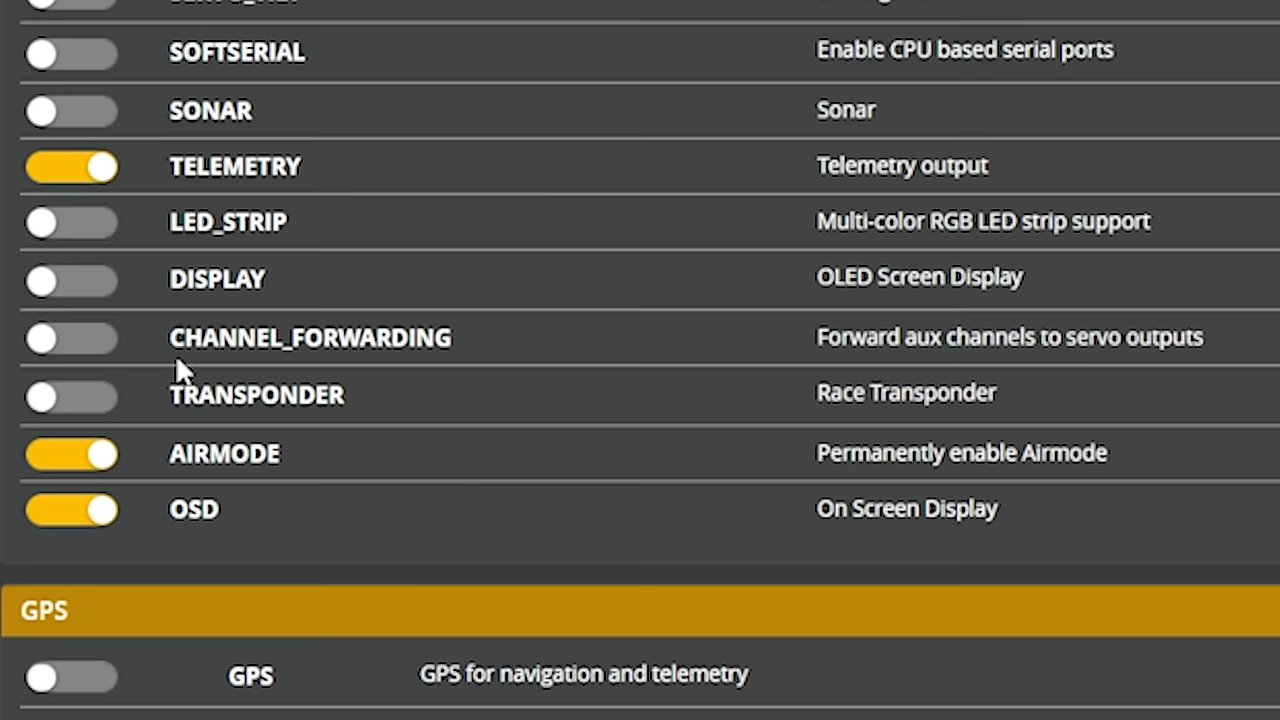 SOFTSERIAL Enable CPU based serial ports
SONAR Sonar
TELEMETRY Telemetry output
LED_STRIP Multi-color RGB LED strip support
DISPLAY OLED Screen Display
CHANNEL_FORWARDING Forward aux channels to servo outputs
TRANSPONDER Race Transponder
AIRMODE Permanently enable Airmode
OSD On Screen Display
GPS
GPS GPS for navigation and telemetry